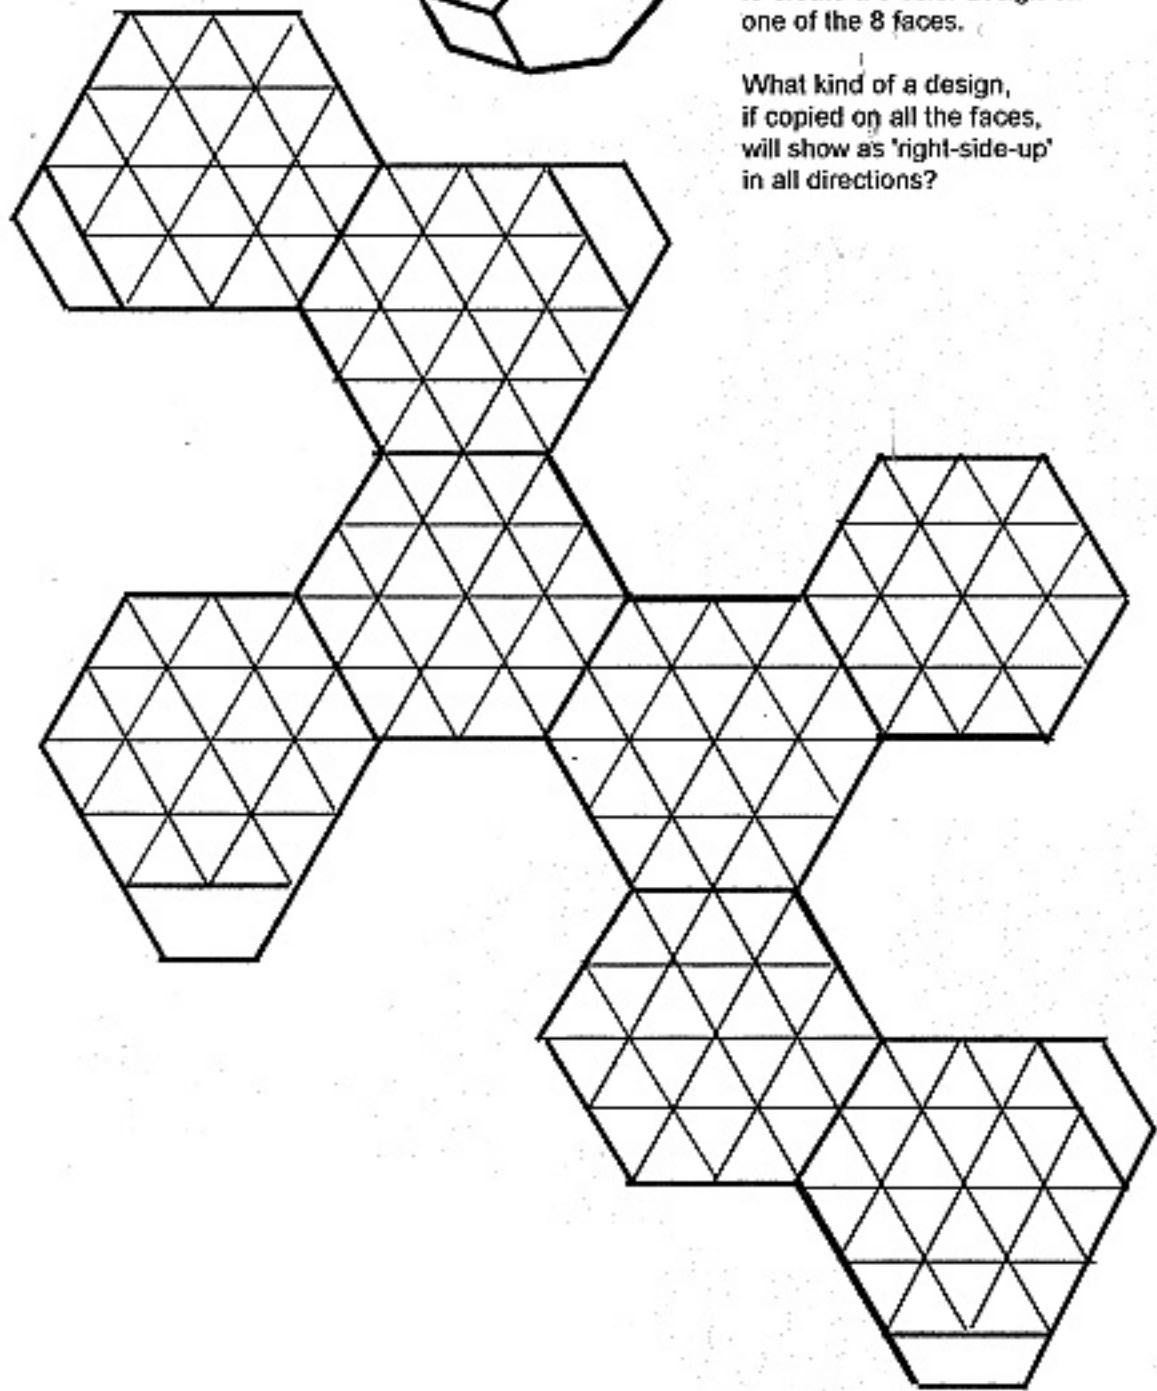 one of the 8 faces.
What kind of a design,
if copied on all the faces,
will show as 'right-side-up'
in all directions?